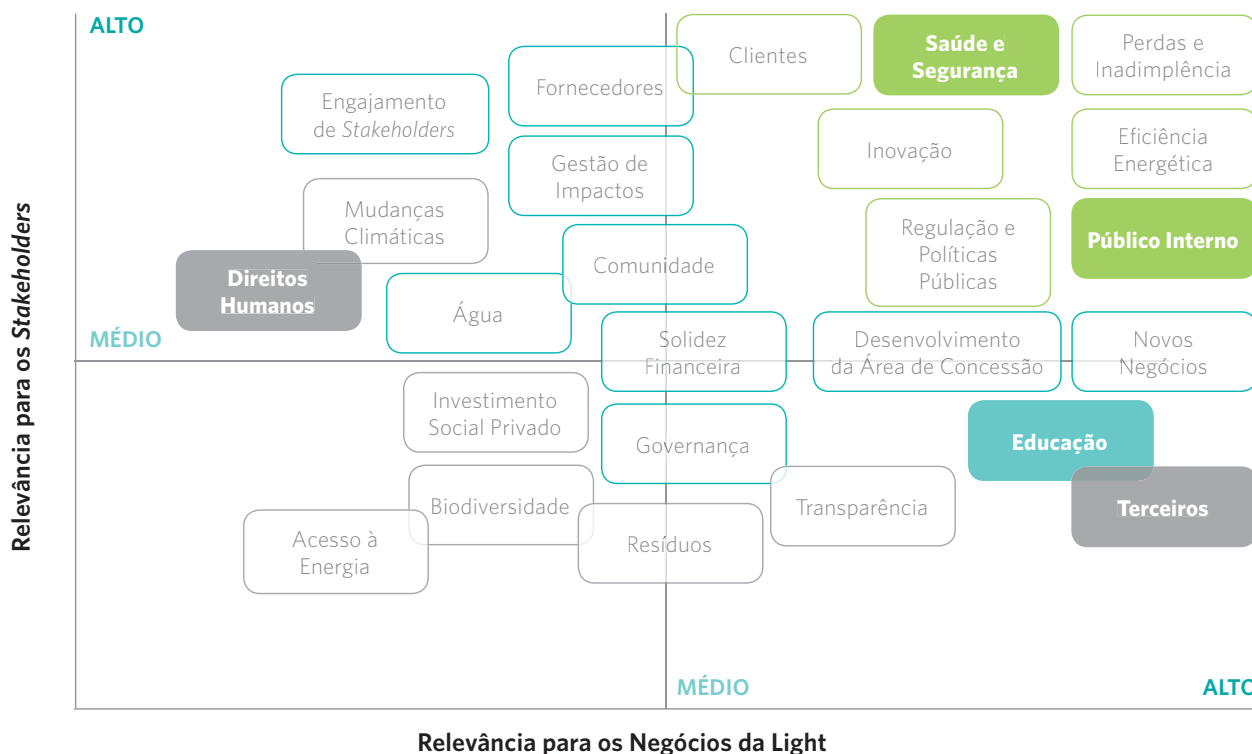 ALTO
Clientes
Saúde e
Segurança
Perdas e
Inadimplência
Fornecedores
Engajamento
de Stakeholders
Inovação
Eficiência
Energética
Gestão de
Impactos
Mudanças
Climáticas
Regulação e
Políticas
Públicas
Público Interno
Comunidade
Direitos
Humanos
Água
MÉDIO
Solidez
Financeira
Desenvolvimento
da Área de Concessão
Novos
Negócios
Investimento
Social Privado
Governança
Educação
Biodiversidade
Transparência
Terceiros
Acesso à
Energia
Resíduos
MÉDIO
ALTO
Relevância para os Stakeholders
Relevância para os Negócios da Light